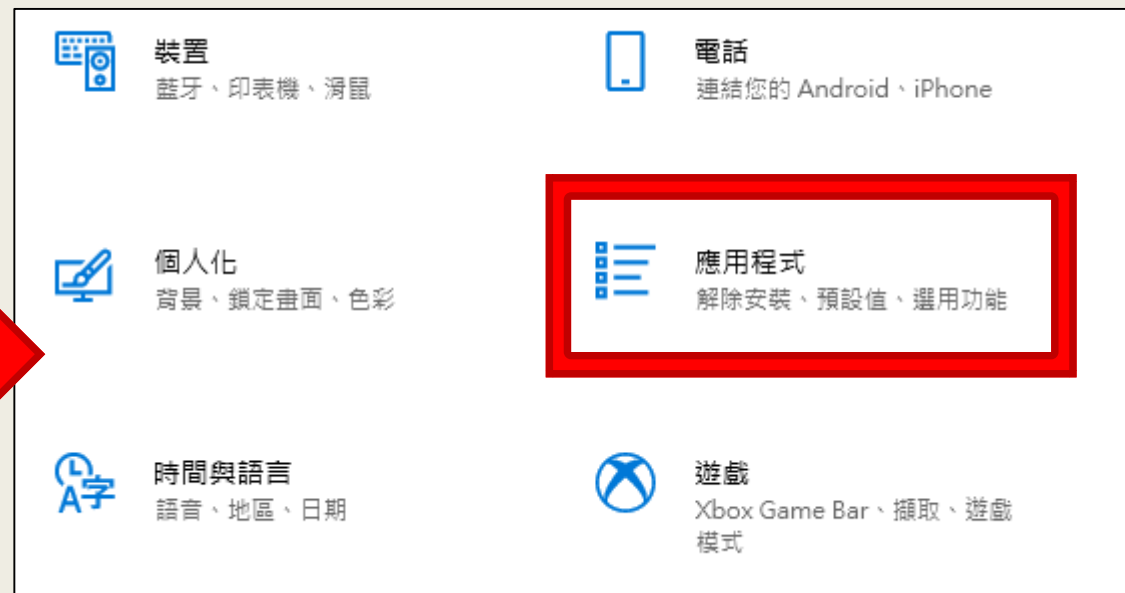 裝置
藍牙、印表機、滑鼠
電話
連結您的 Android、iPhone
個人化
背景、鎖定畫面、色彩
應用程式
解除安裝、預設值、選用功能
時間與語言
語音、地區、日期
遊戲
Xbox Game Bar、擷取、遊戲
模式